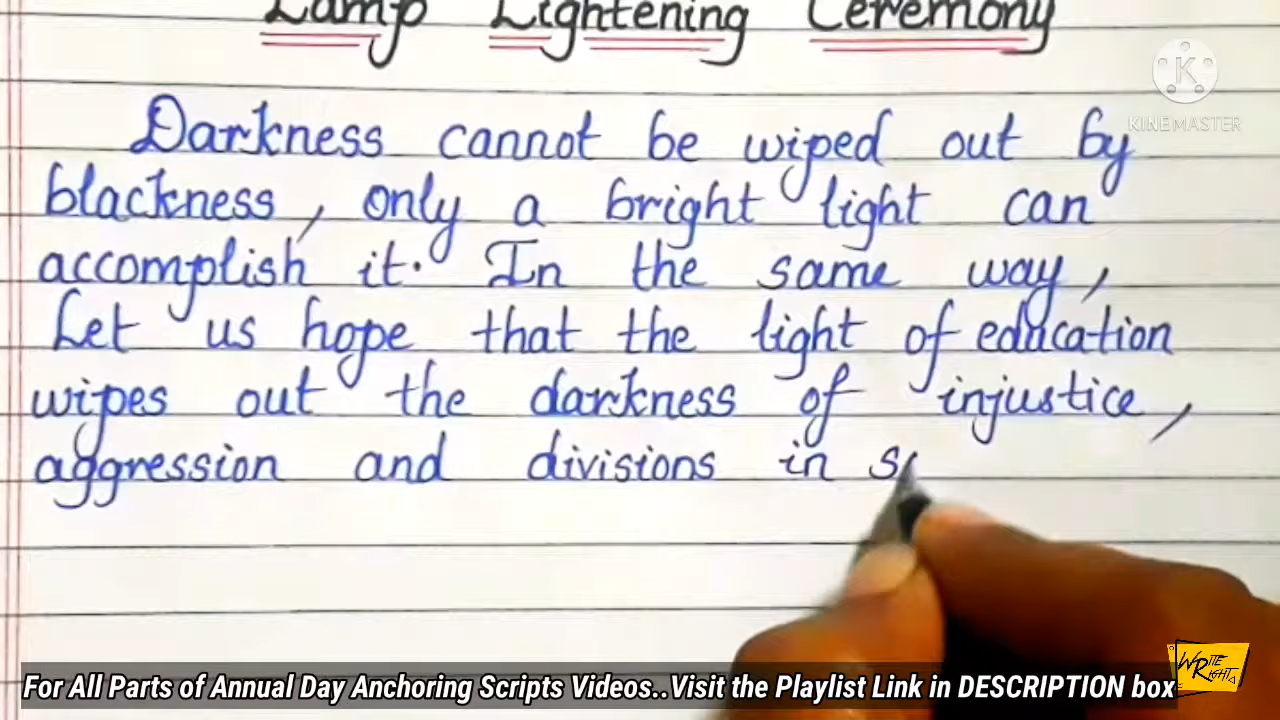 Lamp Lightening Ceremony
K
KINEMASTER
Darkness cannot be wiped out by
blackness, only a bright light can
accomplish it. In the same way,
Let us hope that the light of education
wipes out the darkness of injustice,
aggression and divisions in
For All Parts of Annual Day Anchoring Scripts Videos..Visit the Playlist Link in DESCRIPTION box
WRITE
RIGHT